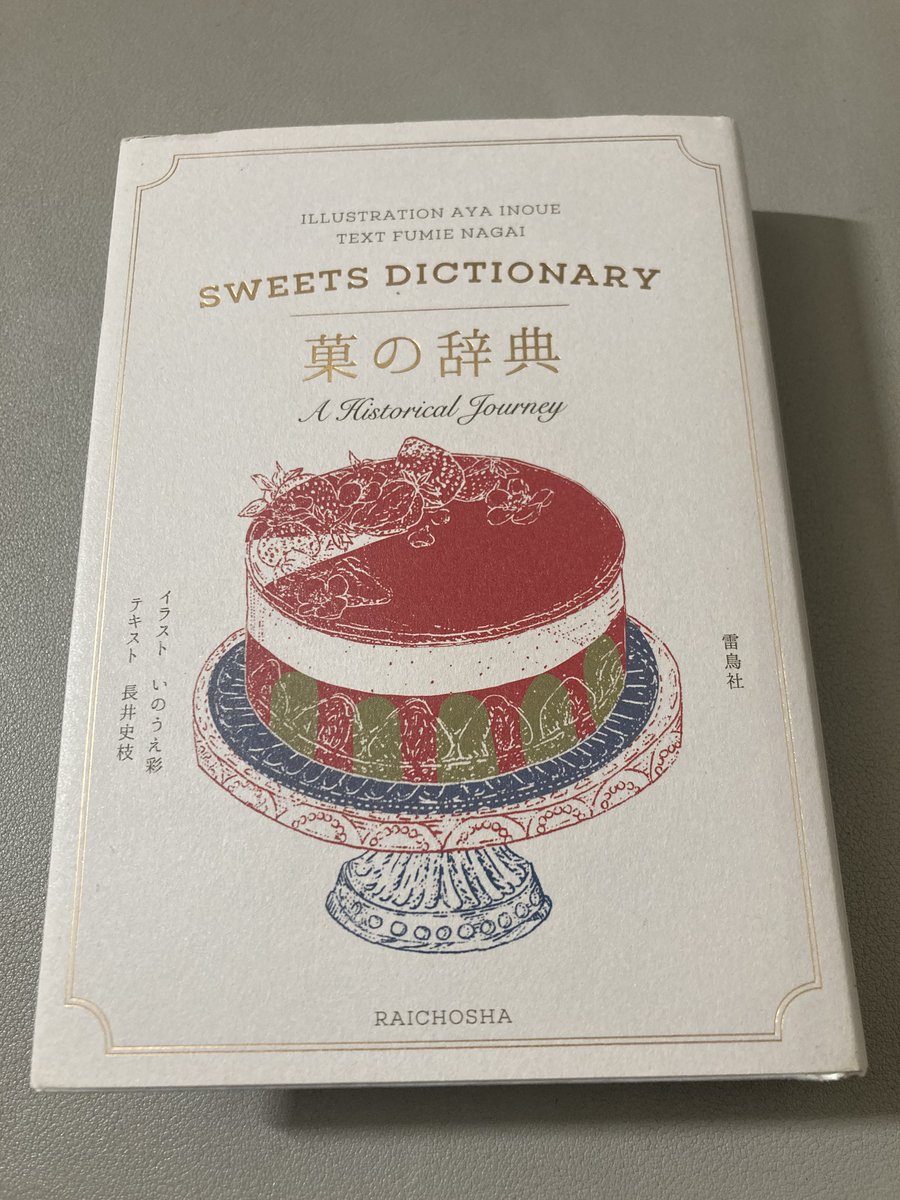 ILLUSTRATION AYA INOUE
TEXT FUMIE NAGAI
SWEETS DICTIONARY
菓の辞典
A Historical Journey
イラスト いのうえ彩
テキスト 長井史枝
雷鳥社
RAICHOSHA